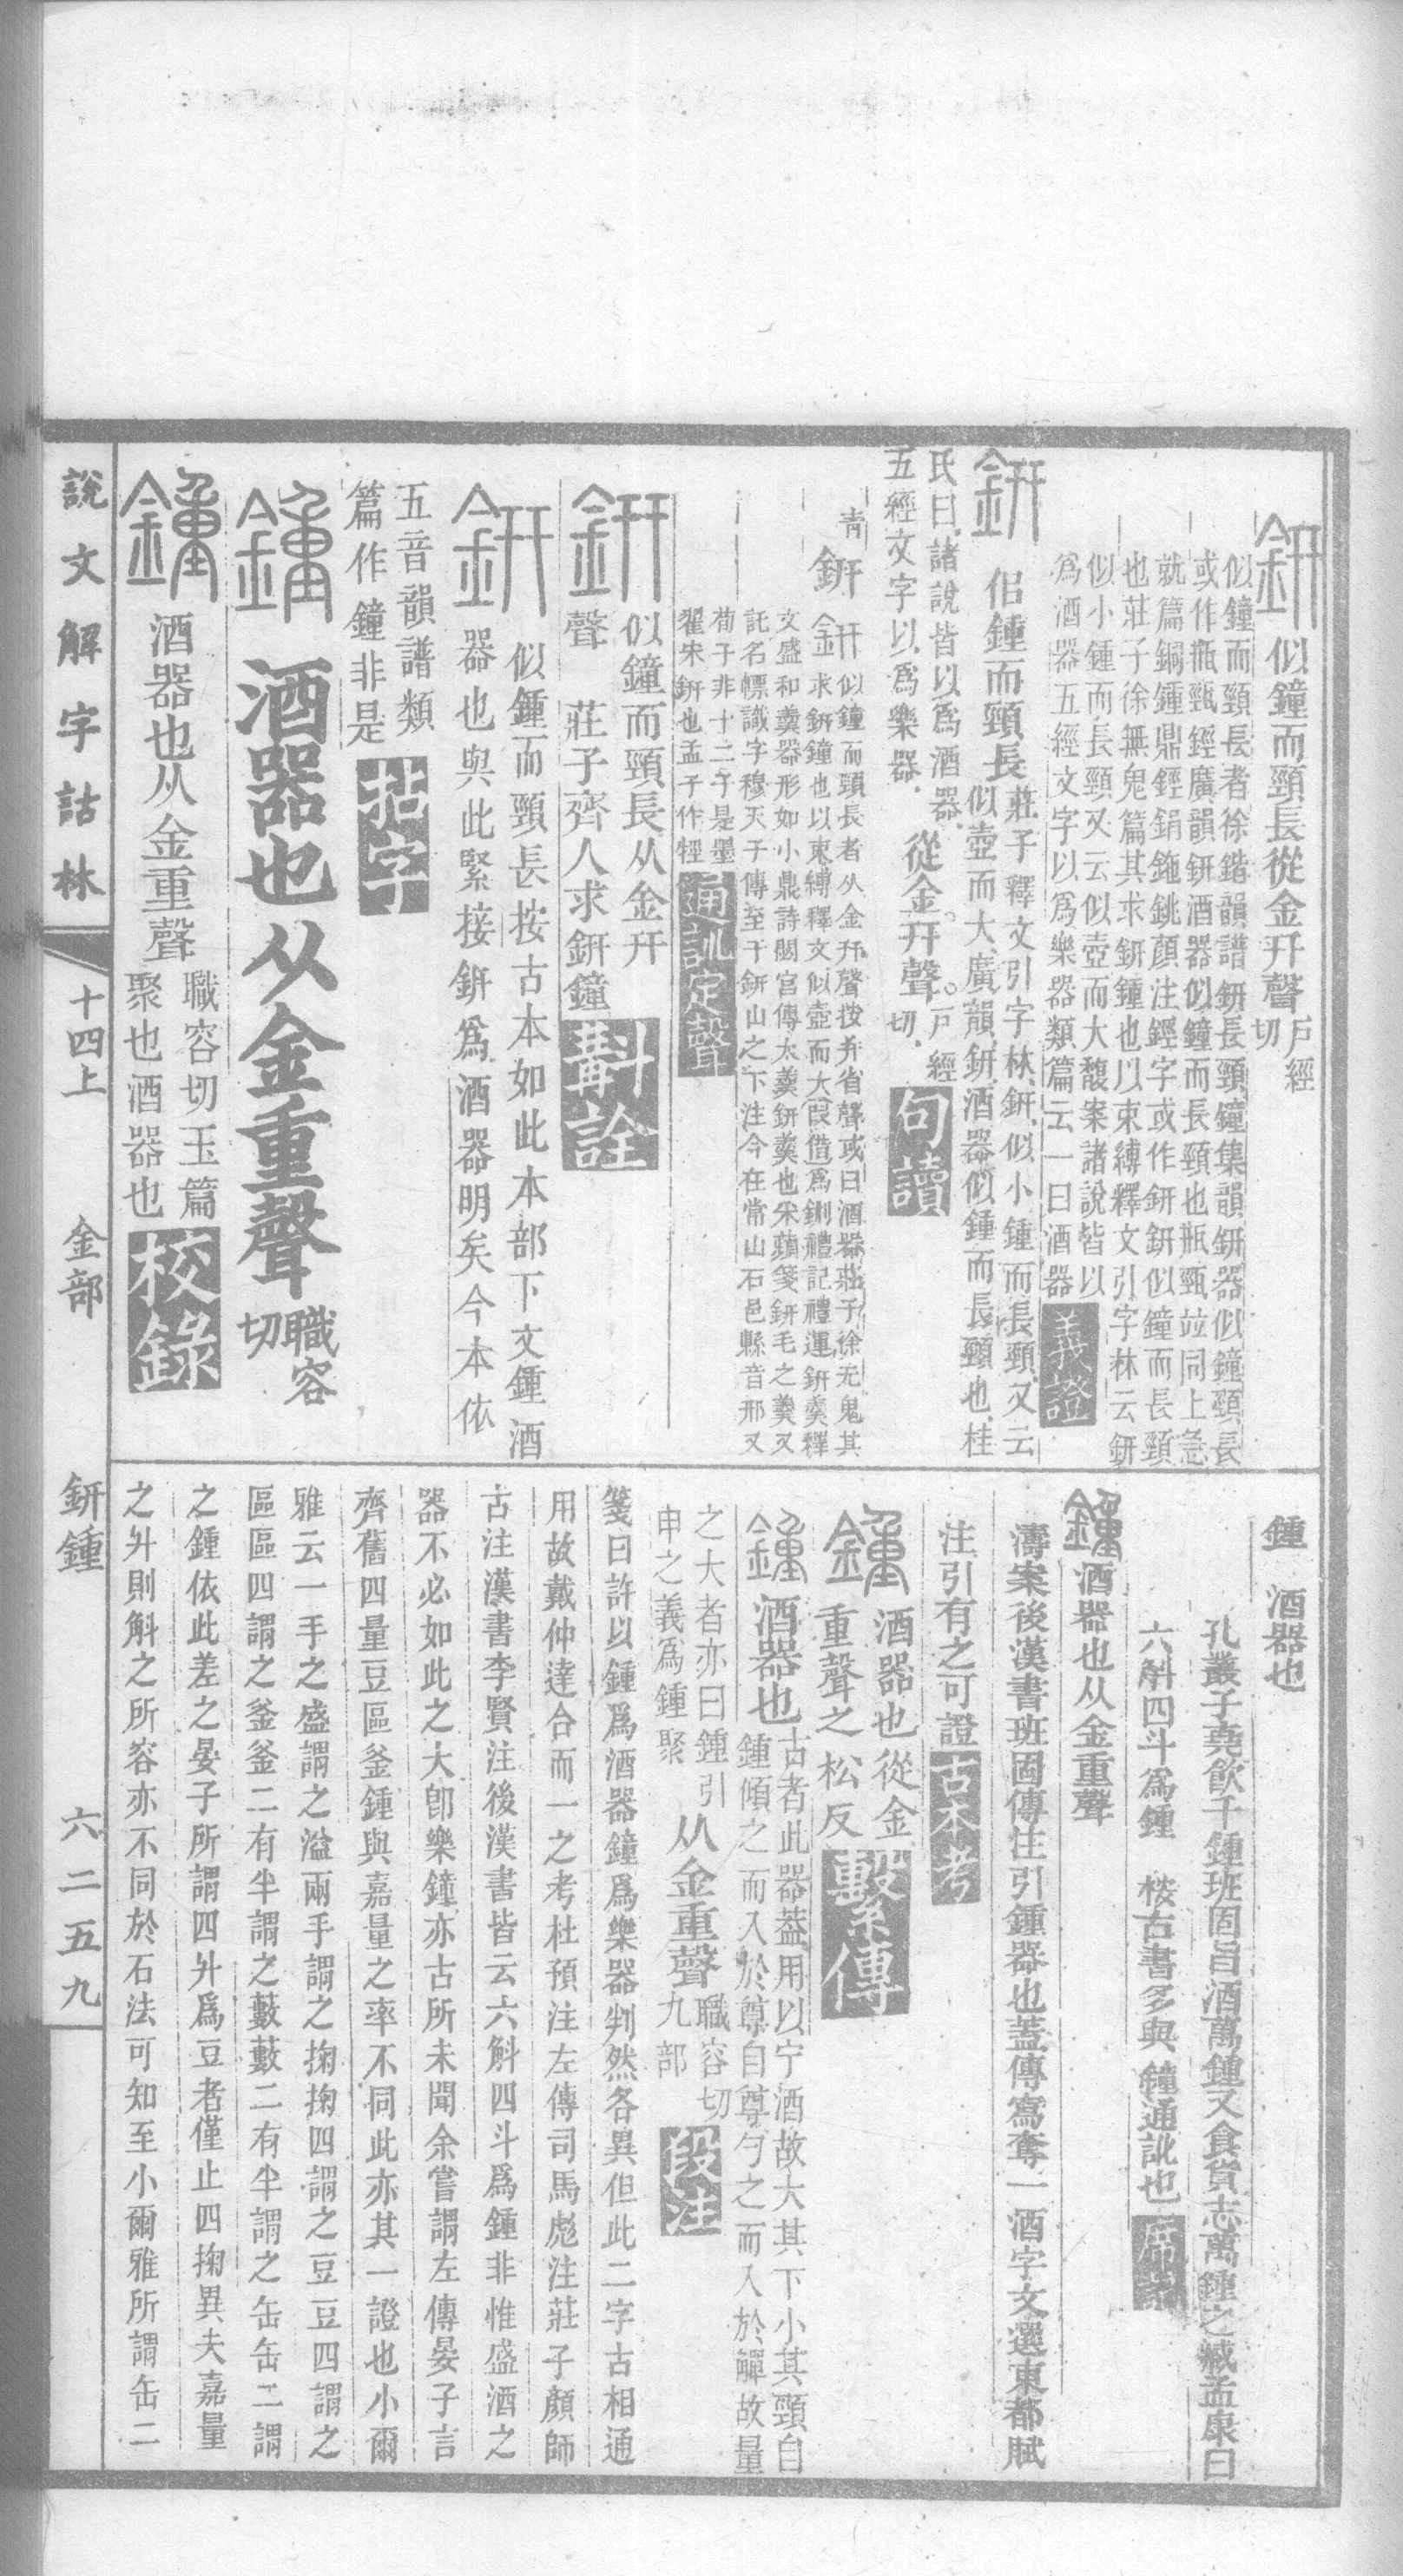 鈃 似鐘而頸長從金幵聲 戶經切
似鐘而頸長者徐鍇韻譜鈃長頸鐘集韻鈃器似鐘頸長
或作瓶甄鋞廣韻鈃酒器似鐘而長頸也瓶甄竝同上急
就篇銅鍾鼎鋞鋗鉇銚顏注鋞字或作鈃鈃似鐘而長頸
也莊子徐無鬼篇其求鈃鍾也以束縛釋文引字林云鈃
似小鍾而長頸又云似壺而大馥案諸說皆以
爲酒器五經文字以爲樂器類篇云一曰酒器 義證
鈃 佀鍾而頸長 莊子釋文引字林鈃似小鍾而長頸又云
似壺而大廣韻鈃酒器似鍾而長頸也桂
氏曰諸說皆以爲酒器
五經文字以爲樂器 從金幵聲 戶經切 句讀
青 鈃
鈃 似鐘而頸長者从金幵聲按幷省聲或曰酒器莊子徐无鬼其
求鈃鐘也以束縛釋文似壺而大叚借爲鉶禮記禮運鈃羹釋
文盛和羹器形如小鼎詩閟宮傳大羹鈃羹也采蘋箋鈃毛之羹又
託名幖識字穆天子傳至于鈃山之下注今在常山石邑縣音邢又
荀子非十二子是墨
翟宋鈃也孟子作牼 通訓定聲
鈃 似鐘而頸長从金幵
聲 莊子齊人求鈃鐘 斠詮
鈃 似鍾而頸長按古本如此本部下文鍾酒
器也與此緊接鈃爲酒器明矣今本依
五音韻譜類
篇作鐘非是 拈字
鍾 酒器也从金重聲 職容切
鍾 酒器也从金重聲 職容切玉篇
聚也酒器也 校錄
鍾 酒器也
孔叢子堯飲千鍾班固旨酒萬鍾又食貨志萬鍾之藏孟康曰
六斛四斗爲鍾 桉古書多與鐘通訛也 席記
鍾 酒器也从金重聲
濤案後漢書班固傳注引鍾器也蓋傳寫奪一酒字文選東都賦
注引有之可證 古本考
鍾 酒器也從金
重聲之松反 繫傳
鍾 酒器也 古者此器葢用以宁酒故大其下小其頸自
鍾傾之而入於尊自尊勺之而入於觶故量
之大者亦曰鍾引
申之義爲鍾聚 从金重聲 職容切
九部 段注
箋曰許以鍾爲酒器鐘爲樂器判然各異但此二字古相通
用故戴仲達合而一之考杜預注左傳司馬彪注莊子顏師
古注漢書李賢注後漢書皆云六斛四斗爲鍾非惟盛酒之
器不必如此之大卽樂鐘亦古所未聞余嘗謂左傳晏子言
齊舊四量豆區釜鍾與嘉量之率不同此亦其一證也小爾
雅云一手之盛謂之溢兩手謂之掬掬四謂之豆豆四謂之
區區四謂之釜釜二有半謂之藪藪二有半謂之缶缶二謂
之鍾依此差之晏子所謂四升爲豆者僅止四掬異夫嘉量
之升則斛之所容亦不同於石法可知至小爾雅所謂缶二
說文解字詁林 十四上 金部 鈃鍾 六二五九